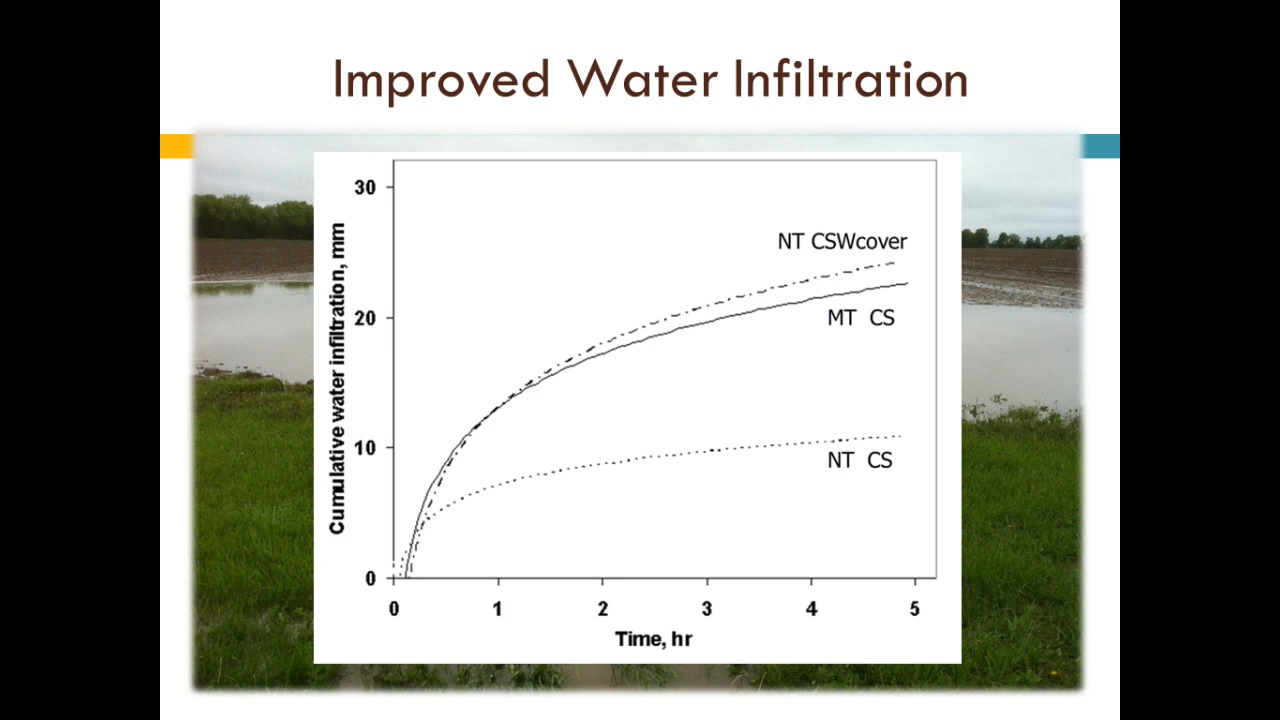 Improved Water Infiltration
Cumulative water infiltration, mm
30
20
10
0
NT CSWcover
MT CS
NT CS
0 1 2 3 4 5
Time, hr